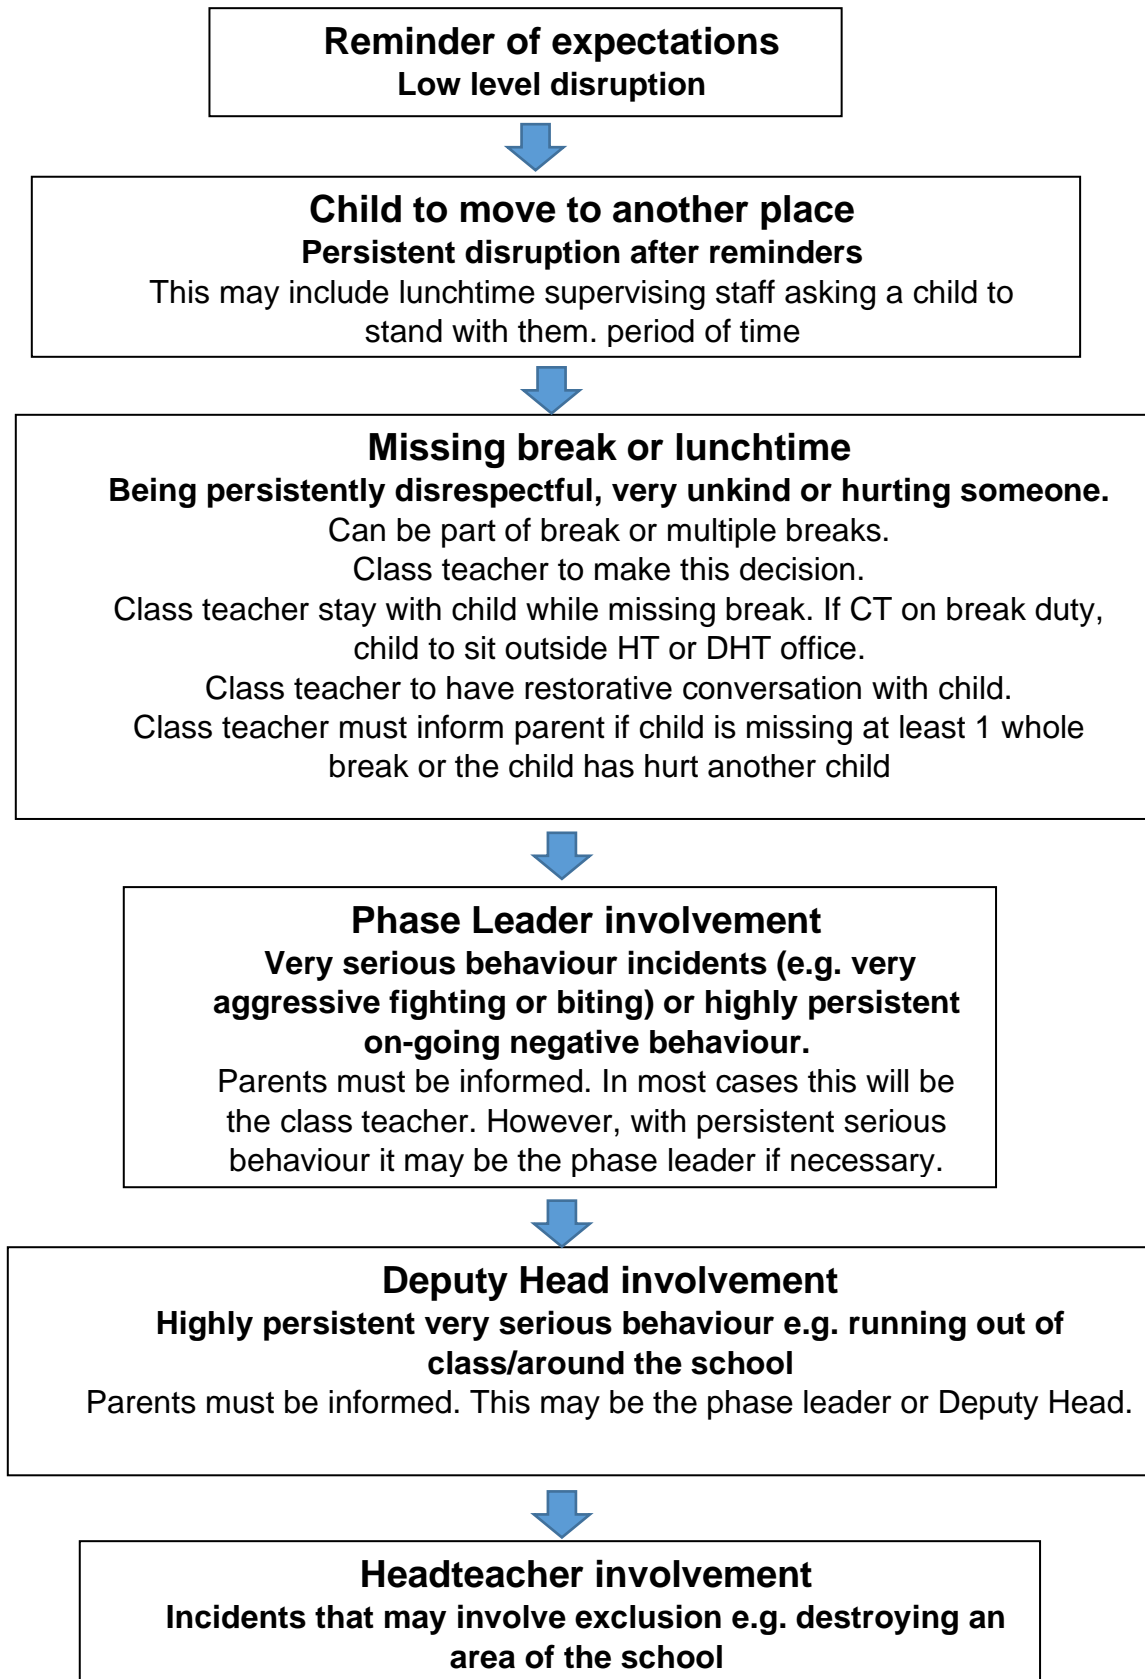 Reminder of expectations
Low level disruption
Child to move to another place
Persistent disruption after reminders
This may include lunchtime supervising staff asking a child to
stand with them. period of time
Missing break or lunchtime
Being persistently disrespectful, very unkind or hurting someone.
Can be part of break or multiple breaks.
Class teacher to make this decision.
Class teacher stay with child while missing break. If CT on break duty,
child to sit outside HT or DHT office.
Class teacher to have restorative conversation with child.
Class teacher must inform parent if child is missing at least 1 whole
break or the child has hurt another child
Phase Leader involvement
Very serious behaviour incidents (e.g. very
aggressive fighting or biting) or highly persistent
on-going negative behaviour.
Parents must be informed. In most cases this will be
the class teacher. However, with persistent serious
behaviour it may be the phase leader if necessary.
Deputy Head involvement
Highly persistent very serious behaviour e.g. running out of
class/around the school
Parents must be informed. This may be the phase leader or Deputy Head.
Headteacher involvement
Incidents that may involve exclusion e.g. destroying an
area of the school